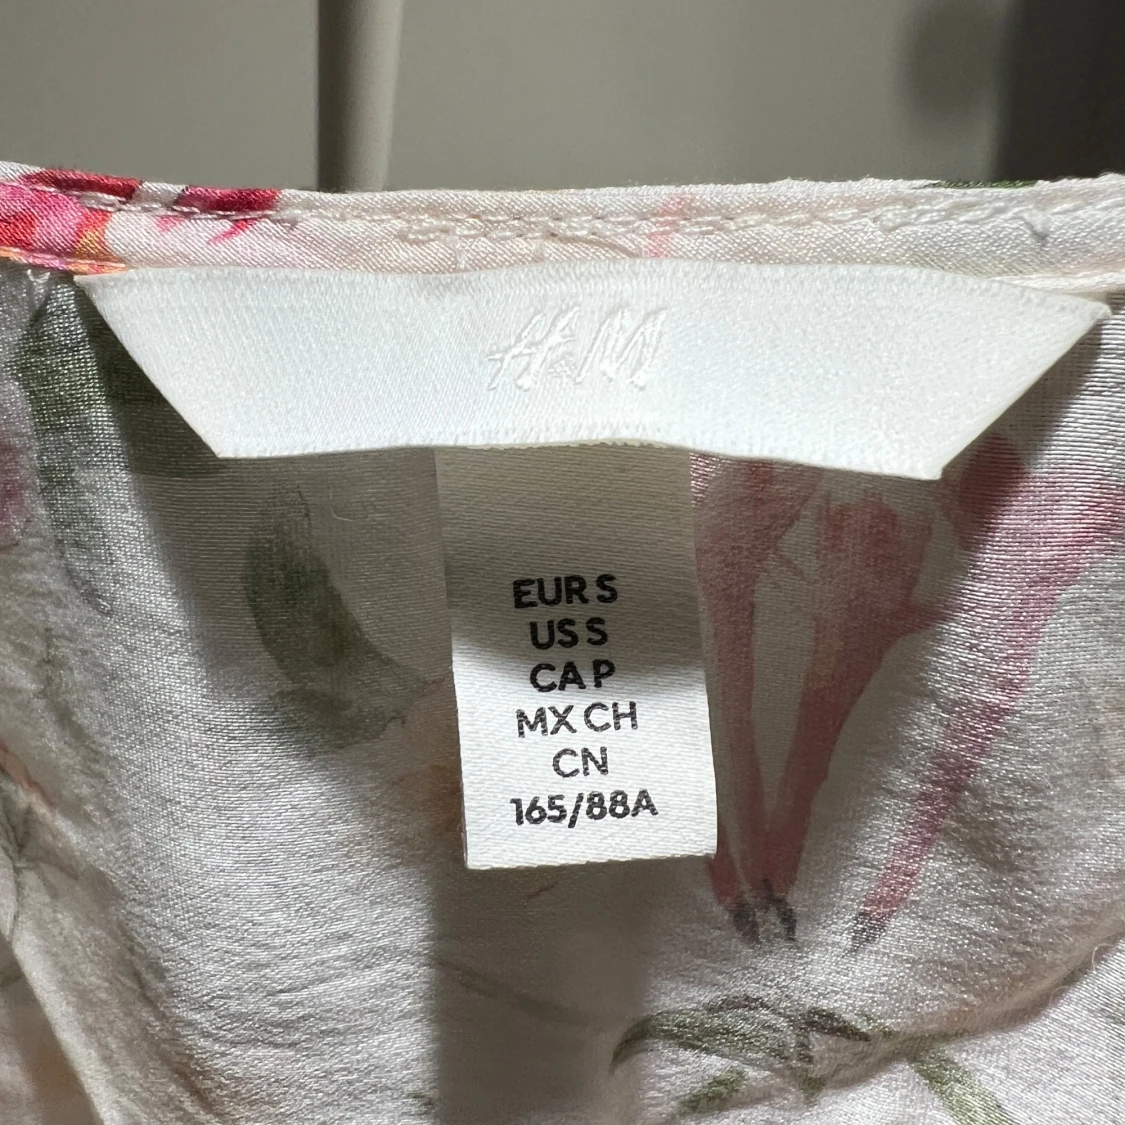 H&M
EUR S
US S
CA P
MX CH
CN
165/88A